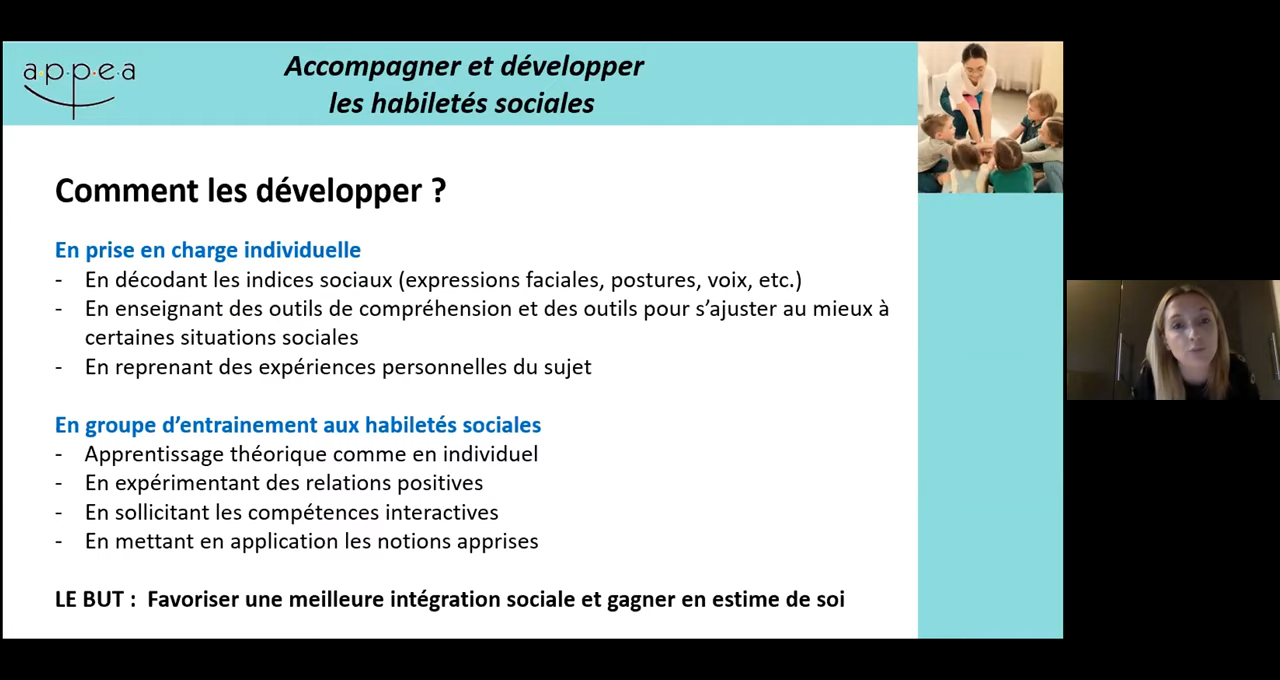 a.p.p.e.a
Accompagner et développer
les habiletés sociales
Comment les développer ?
En prise en charge individuelle
- En décodant les indices sociaux (expressions faciales, postures, voix, etc.)
- En enseignant des outils de compréhension et des outils pour s’ajuster au mieux à
certaines situations sociales
- En reprenant des expériences personnelles du sujet
En groupe d’entrainement aux habiletés sociales
- Apprentissage théorique comme en individuel
- En expérimentant des relations positives
- En sollicitant les compétences interactives
- En mettant en application les notions apprises
LE BUT : Favoriser une meilleure intégration sociale et gagner en estime de soi